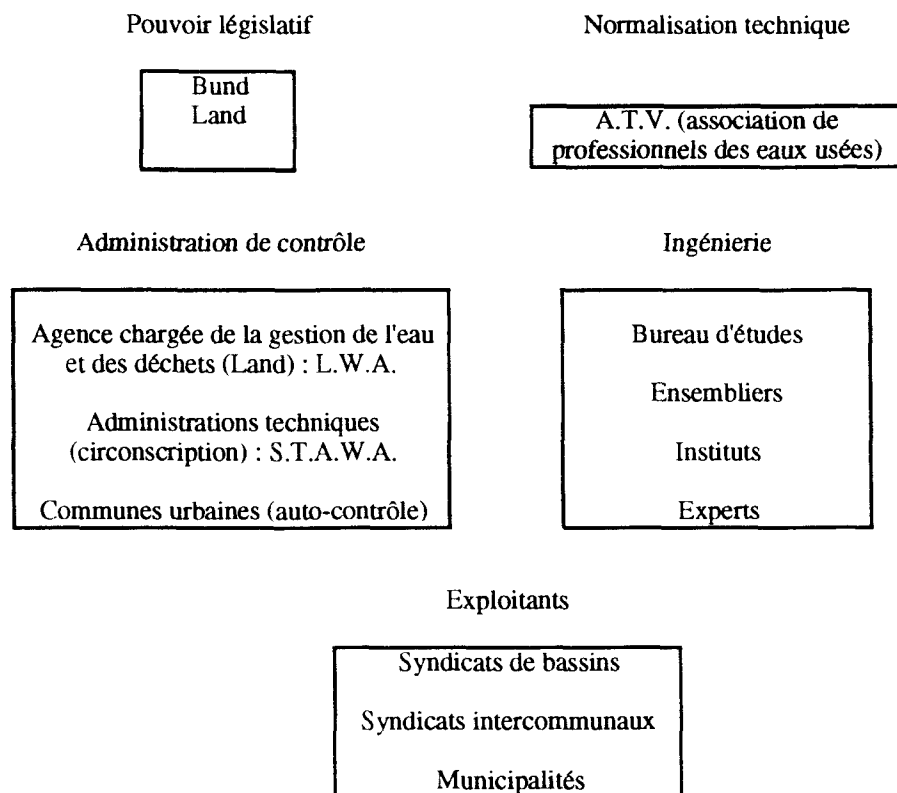 Pouvoir législatif
Bund
Land
Normalisation technique
A.T.V. (association de
professionnels des eaux usées)
Administration de contrôle
Agence chargée de la gestion de l'eau
et des déchets (Land) : L.W.A.
Administrations techniques
(circonscription) : S.T.A.W.A.
Communes urbaines (auto-contrôle)
Ingénierie
Bureau d'études
Ensembliers
Instituts
Experts
Exploitants
Syndicats de bassins
Syndicats intercommunaux
Municipalités